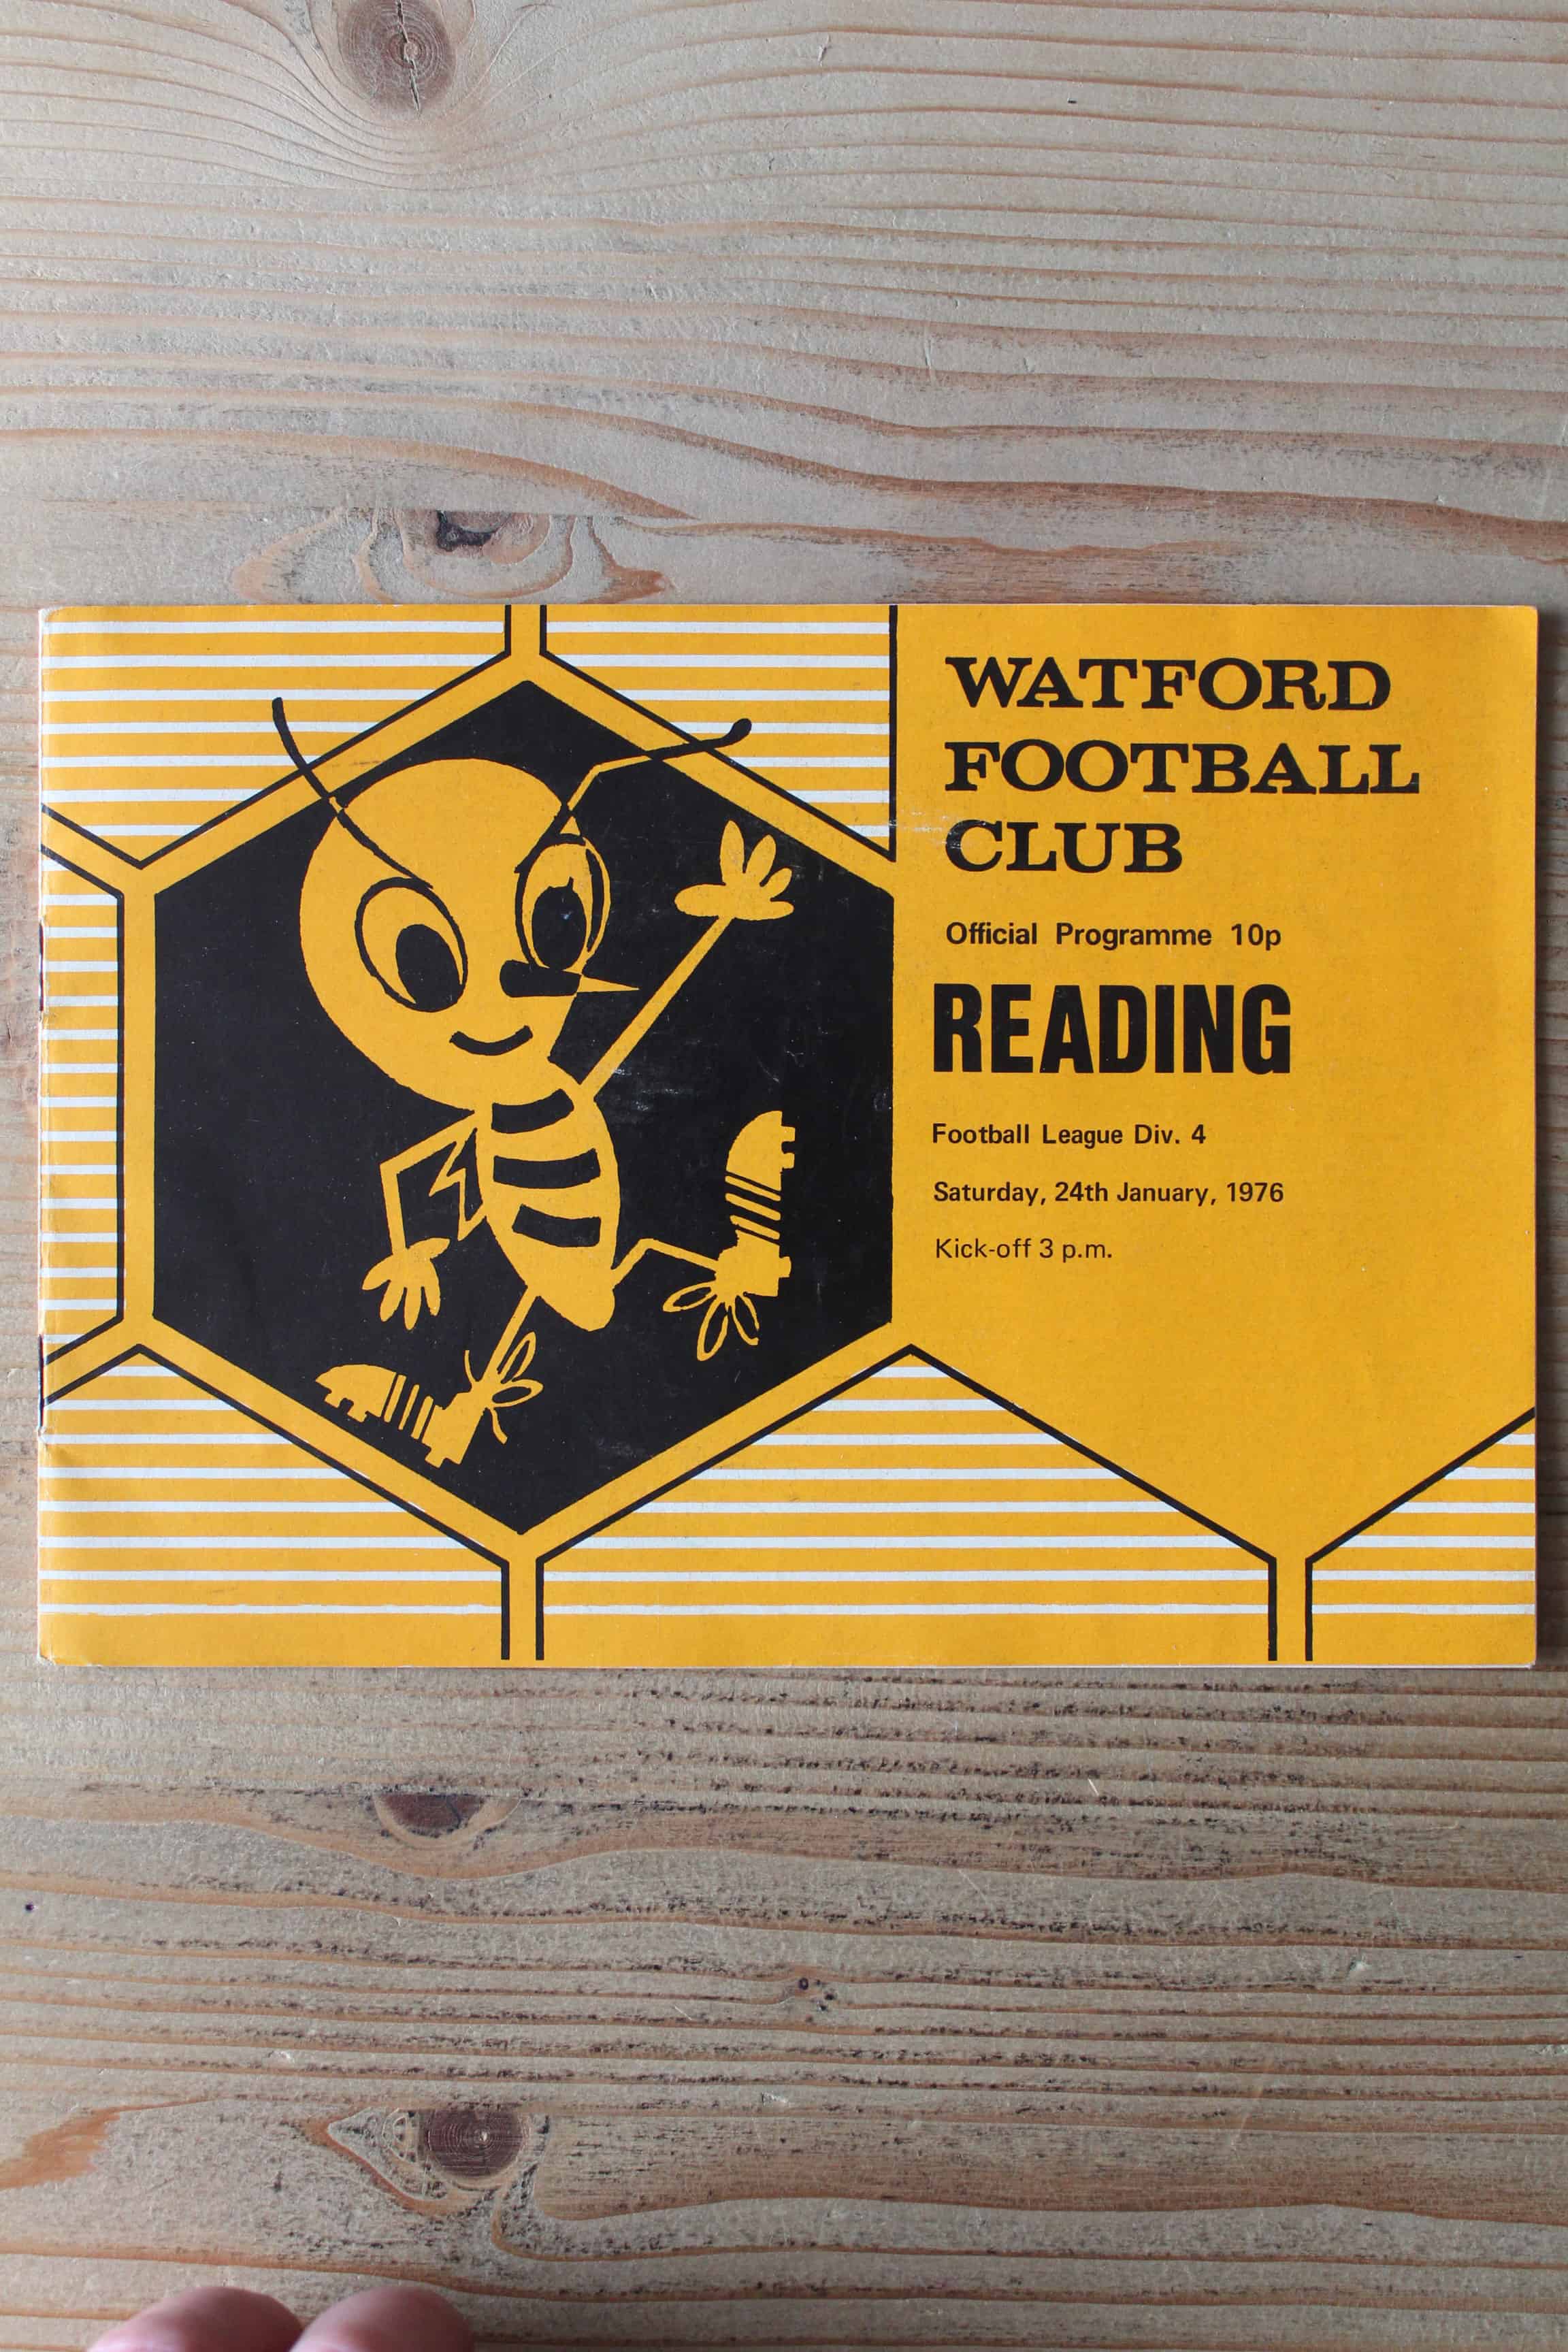 WATFORD
FOOTBALL
CLUB
Official Programme 10p
READING
Football League Div. 4
Saturday, 24th January, 1976
Kick-off 3 p.m.